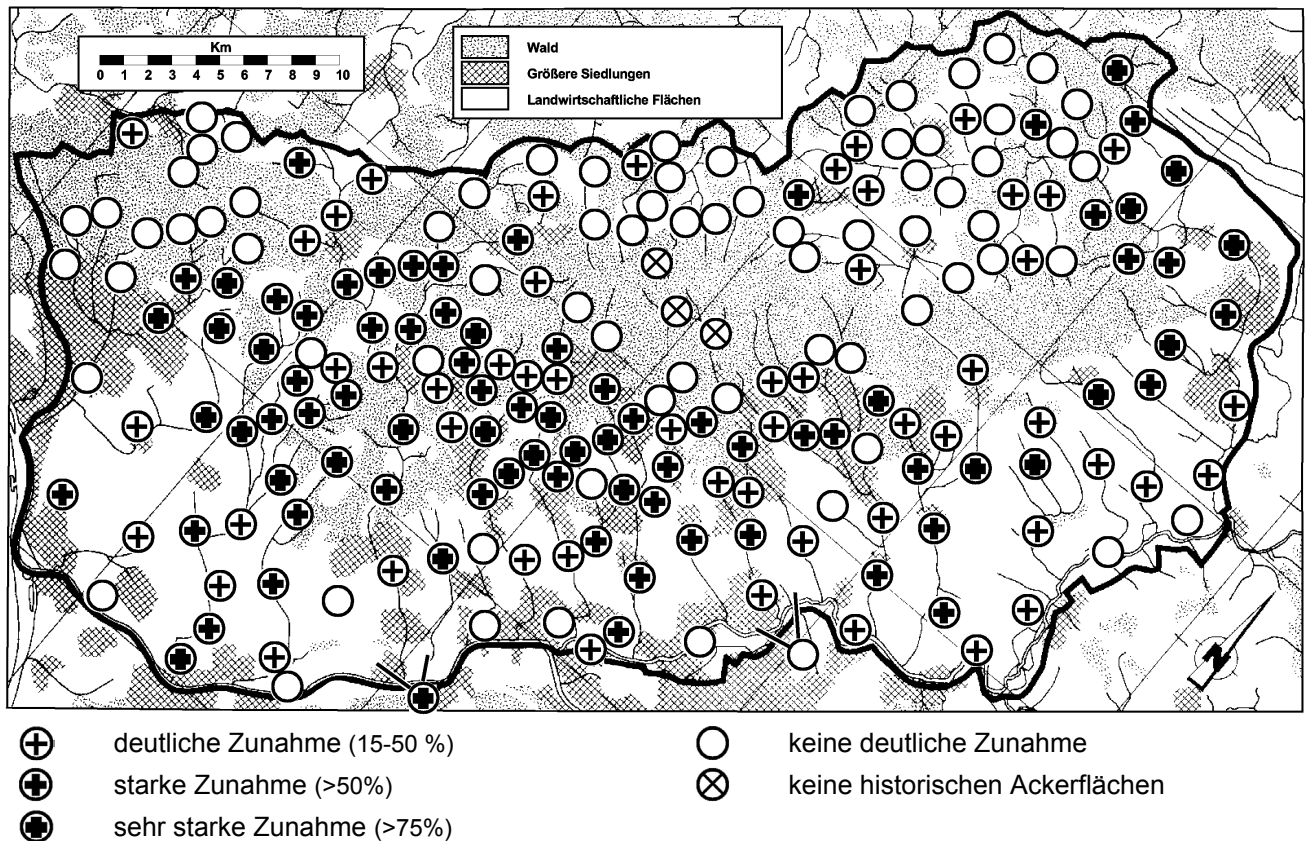 Km
0 1 2 3 4 5 6 7 8 9 10
Wald
Größere Siedlungen
Landwirtschaftliche Flächen
N
deutliche Zunahme (15-50 %)
starke Zunahme (>50%)
sehr starke Zunahme (>75%)
keine deutliche Zunahme
keine historischen Ackerflächen